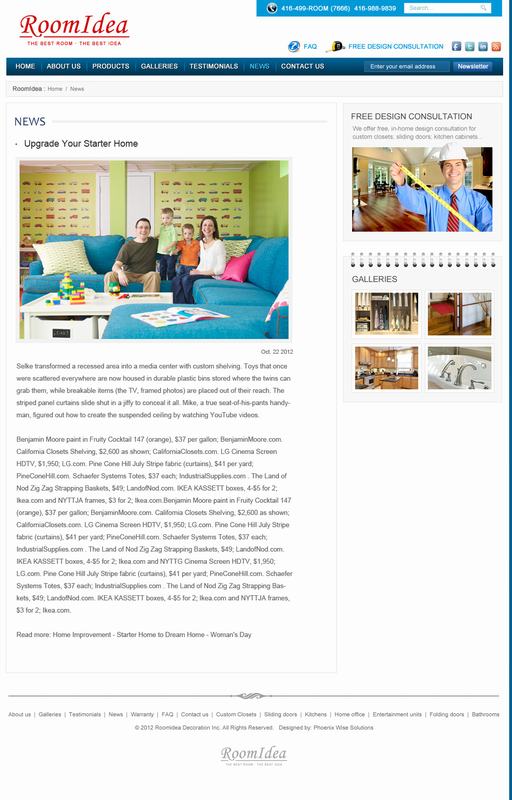 RoomIdea
THE BEST ROOM · THE BEST IDEA
416-499-ROOM (7666)  416-988-9839
Search...
FAQ
FREE DESIGN CONSULTATION
HOME
ABOUT US
PRODUCTS
GALLERIES
TESTIMONIALS
NEWS
CONTACT US
Enter your email address
Newsletter
RoomIdea : Home / News
NEWS
· Upgrade Your Starter Home
Oct. 22 2012
Selke transformed a recessed area into a media center with custom shelving. Toys that once
were scattered everywhere are now housed in durable plastic bins stored where the twins can
grab them, while breakable items (the TV, framed photos) are placed out of their reach. The
striped panel curtains slide shut in a jiffy to conceal it all. Mike, a true seat-of-his-pants handy-
man, figured out how to create the suspended ceiling by watching YouTube videos.
Benjamin Moore paint in Fruity Cocktail 147 (orange), $37 per gallon; BenjaminMoore.com.
California Closets Shelving, $2,600 as shown; CaliforniaClosets.com. LG Cinema Screen
HDTV, $1,950; LG.com. Pine Cone Hill July Stripe fabric (curtains), $41 per yard;
PineConeHill.com. Schaefer Systems Totes, $37 each; IndustrialSupplies.com . The Land of
Nod Zig Zag Strapping Baskets, $49; LandofNod.com. IKEA KASSETT boxes, 4-$5 for 2;
Ikea.com and NYTTJA frames, $3 for 2; Ikea.com.Benjamin Moore paint in Fruity Cocktail 147
(orange), $37 per gallon; BenjaminMoore.com. California Closets Shelving, $2,600 as shown;
CaliforniaClosets.com. LG Cinema Screen HDTV, $1,950; LG.com. Pine Cone Hill July Stripe
fabric (curtains), $41 per yard; PineConeHill.com. Schaefer Systems Totes, $37 each;
IndustrialSupplies.com . The Land of Nod Zig Zag Strapping Baskets, $49; LandofNod.com.
IKEA KASSETT boxes, 4-$5 for 2; Ikea.com and NYTTG Cinema Screen HDTV, $1,950;
LG.com. Pine Cone Hill July Stripe fabric (curtains), $41 per yard; PineConeHill.com. Schaefer
Systems Totes, $37 each; IndustrialSupplies.com . The Land of Nod Zig Zag Strapping Bas-
kets, $49; LandofNod.com. IKEA KASSETT boxes, 4-$5 for 2; Ikea.com and NYTTJA frames,
$3 for 2; Ikea.com.
Read more: Home Improvement - Starter Home to Dream Home - Woman's Day
FREE DESIGN CONSULTATION
We offer free, in-home design consultation for
custom closets; sliding doors; kitchen cabinets...
GALLERIES
About us | Galleries | Testimonials | News | Warranty | FAQ | Contact us | Custom Closets | Sliding doors | Kitchens | Home office | Entertainment units | Folding doors | Bathrooms
© 2012 Roomidea Decoration Inc. All Rights Reserved.  Designed by: Phoenix Wise Solutions
RoomIdea
THE BEST ROOM · THE BEST IDEA